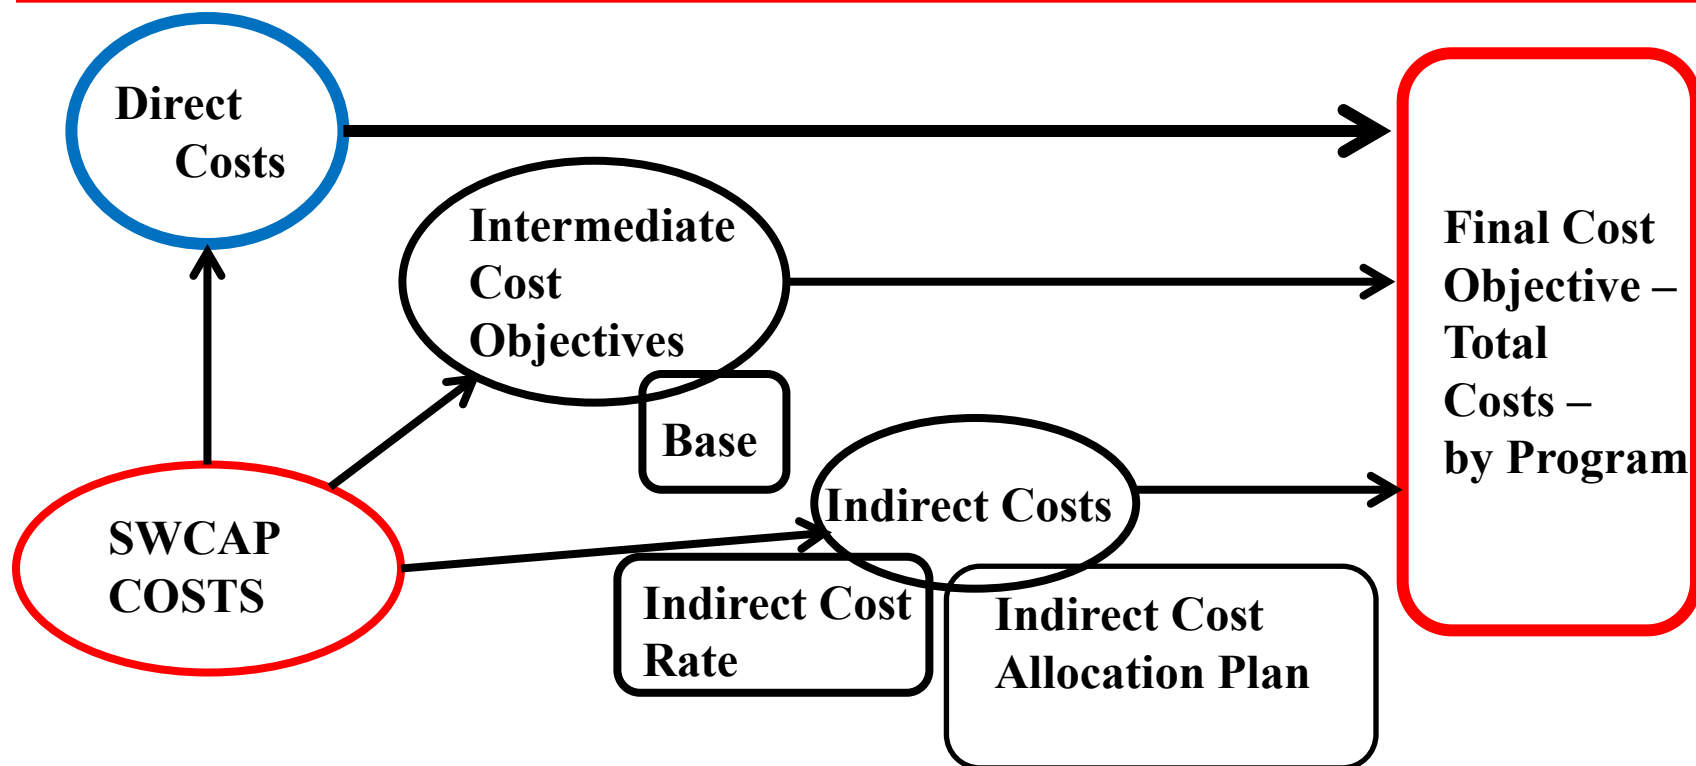 Direct
Costs
Intermediate
Cost
Objectives
Base
Final Cost
Objective –
Total
Costs –
by Program
SWCAP
COSTS
Indirect Costs
Indirect Cost
Rate
Indirect Cost
Allocation Plan